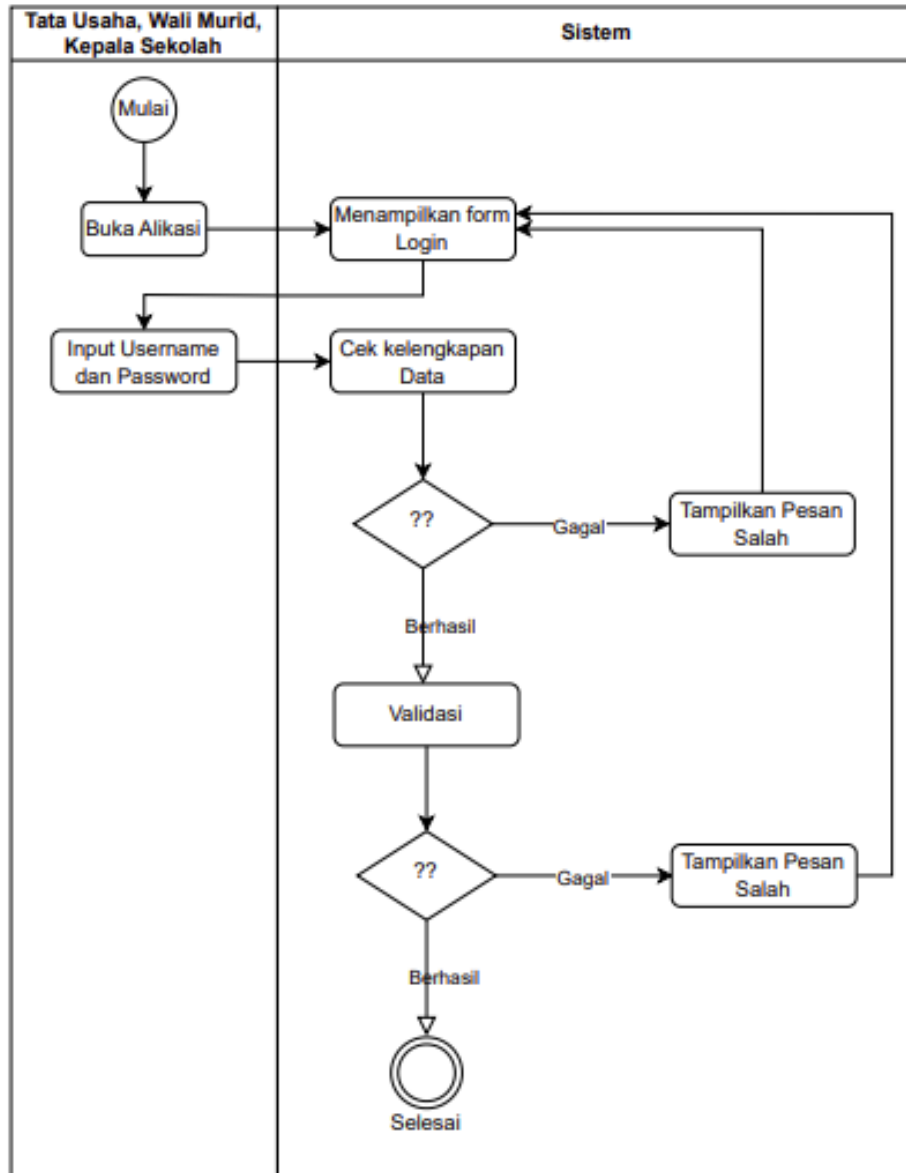 Tata Usaha, Wali Murid,
Kepala Sekolah
Sistem
Mulai
Buka Alikasi
Menampilkan form
Login
Input Username
dan Password
Cek kelengkapan
Data
??
Gagal
Tampilkan Pesan
Salah
Berhasil
Validasi
??
Gagal
Tampilkan Pesan
Salah
Berhasil
Selesai